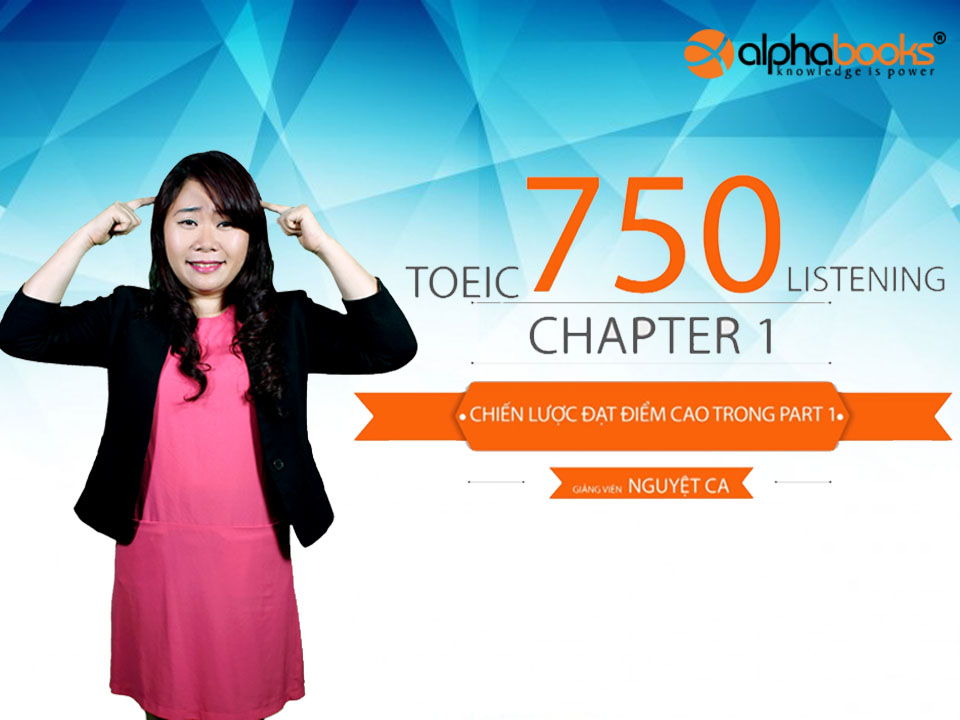 alphabooks®
knowledge is power
TOEIC 750 LISTENING
CHAPTER 1
• CHIẾN LƯỢC ĐẠT ĐIỂM CAO TRONG PART 1 •
GIẢNG VIÊN NGUYỆT CA